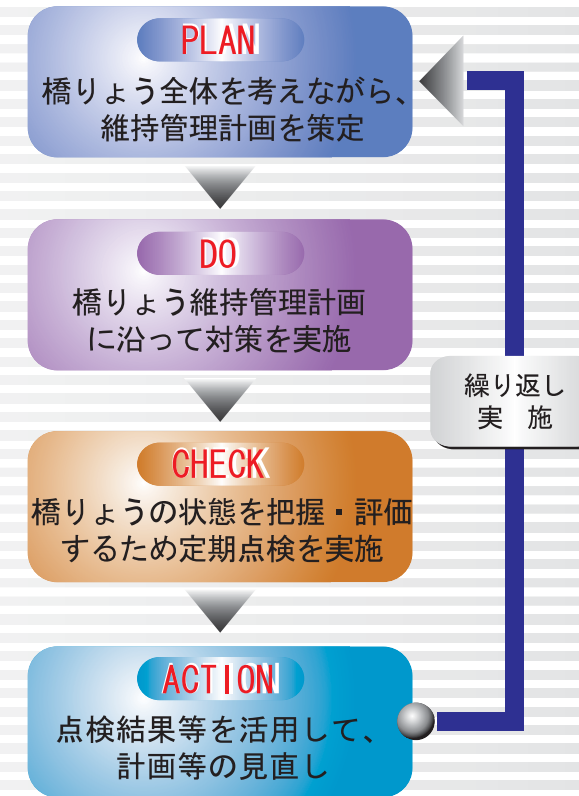 PLAN
橋りょう全体を考えながら、
維持管理計画を策定
DO
橋りょう維持管理計画
に沿って対策を実施
CHECK
橋りょうの状態を把握・評価
するため定期点検を実施
ACTION
点検結果等を活用して、
計画等の見直し
繰り返し
実　施